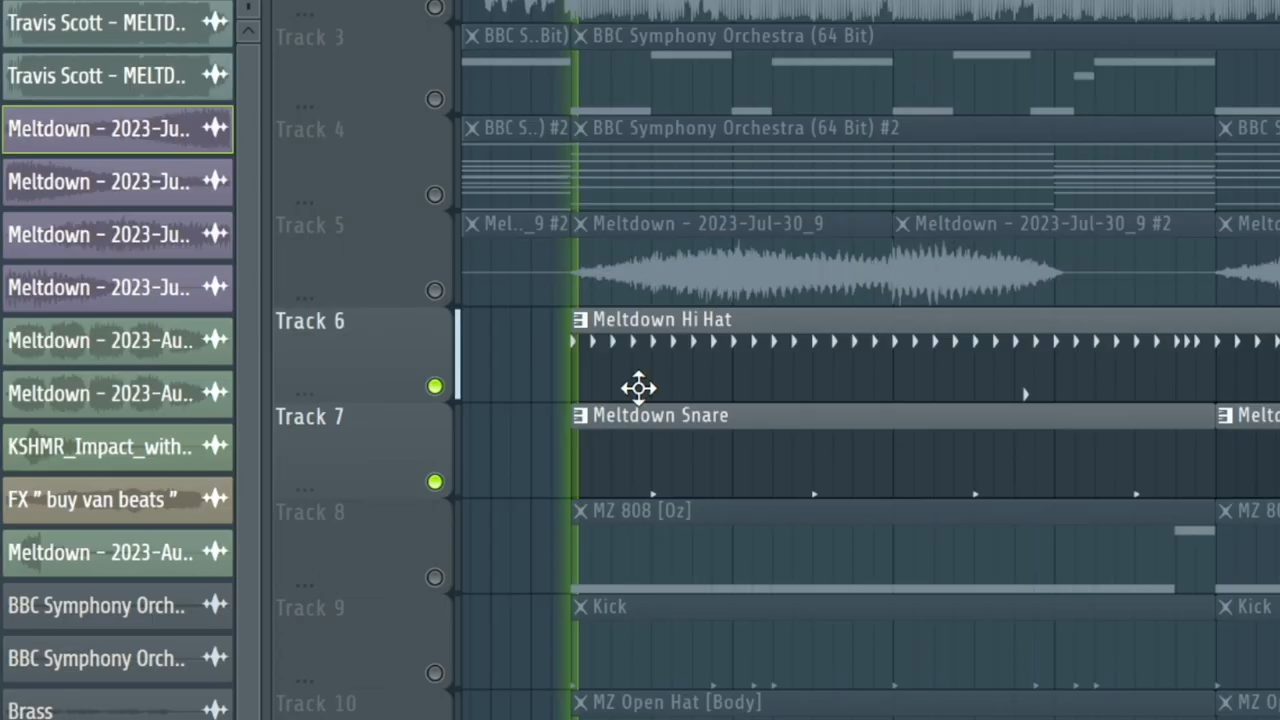 Travis Scott - MELTD..
Travis Scott - MELTD..
Meltdown - 2023-Ju..
Meltdown - 2023-Ju..
Meltdown - 2023-Ju..
Meltdown - 2023-Ju..
Meltdown - 2023-Au..
Meltdown - 2023-Au..
KSHMR_Impact_with..
FX " buy van beats "
Meltdown - 2023-Au..
BBC Symphony Orch..
BBC Symphony Orch..
Brass
Track 3
BBC S..Bit)
BBC Symphony Orchestra (64 Bit)
Track 4
BBC S..) #2
BBC Symphony Orchestra (64 Bit) #2
BBC S
Track 5
Mel.._9 #2
Meltdown - 2023-Jul-30_9
Meltdown - 2023-Jul-30_9 #2
Meltd
Track 6
Meltdown Hi Hat
Track 7
Meltdown Snare
Meltd
Track 8
MZ 808 [Oz]
MZ 80
Track 9
Kick
Kick
Track 10
MZ Open Hat [Body]
MZ O